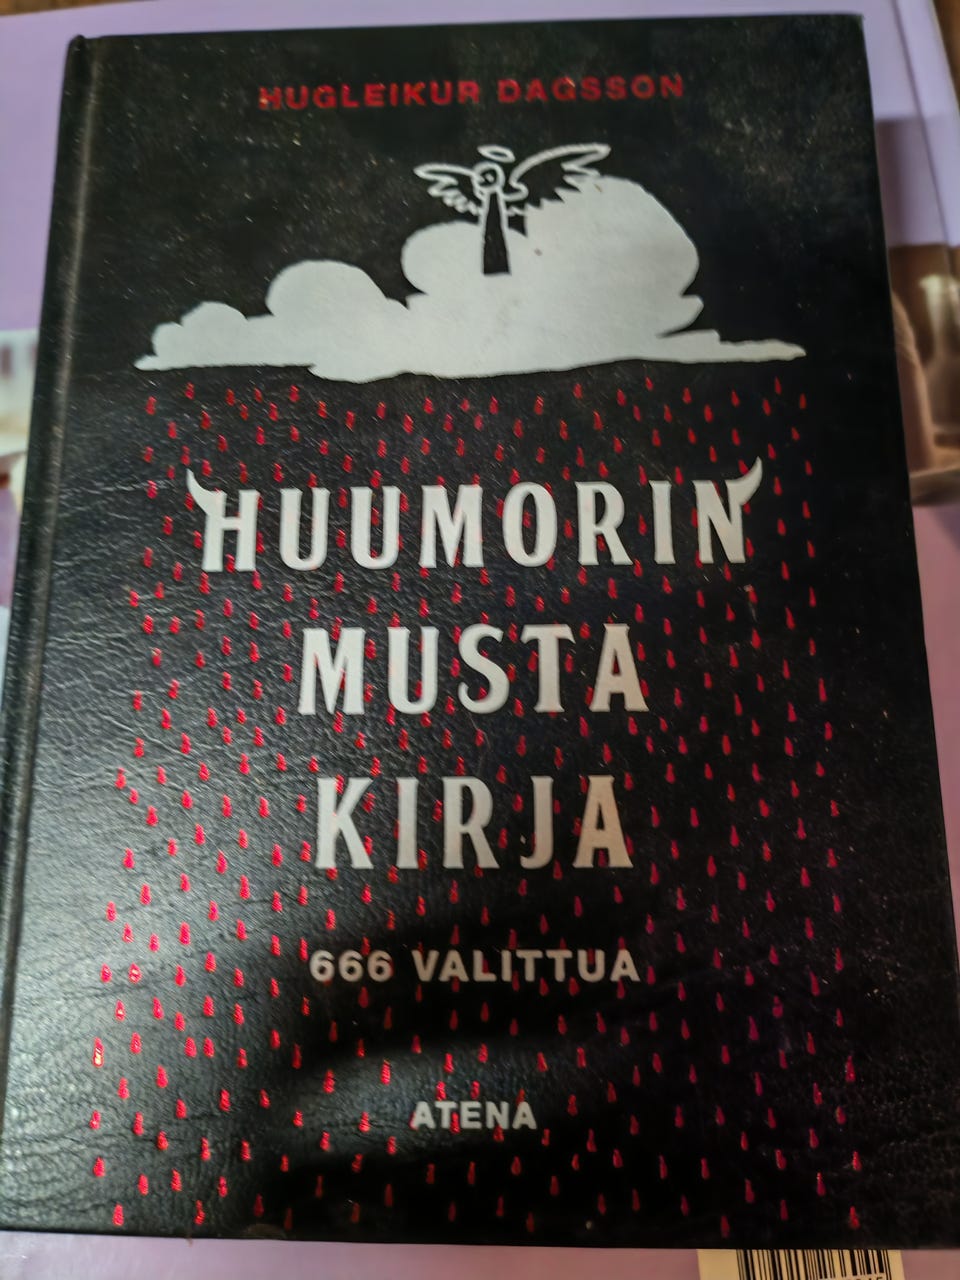 HUGLEIKUR DAGSSON
HUUMORIN
MUSTA
KIRJA
666 VALITTUA
ATENA